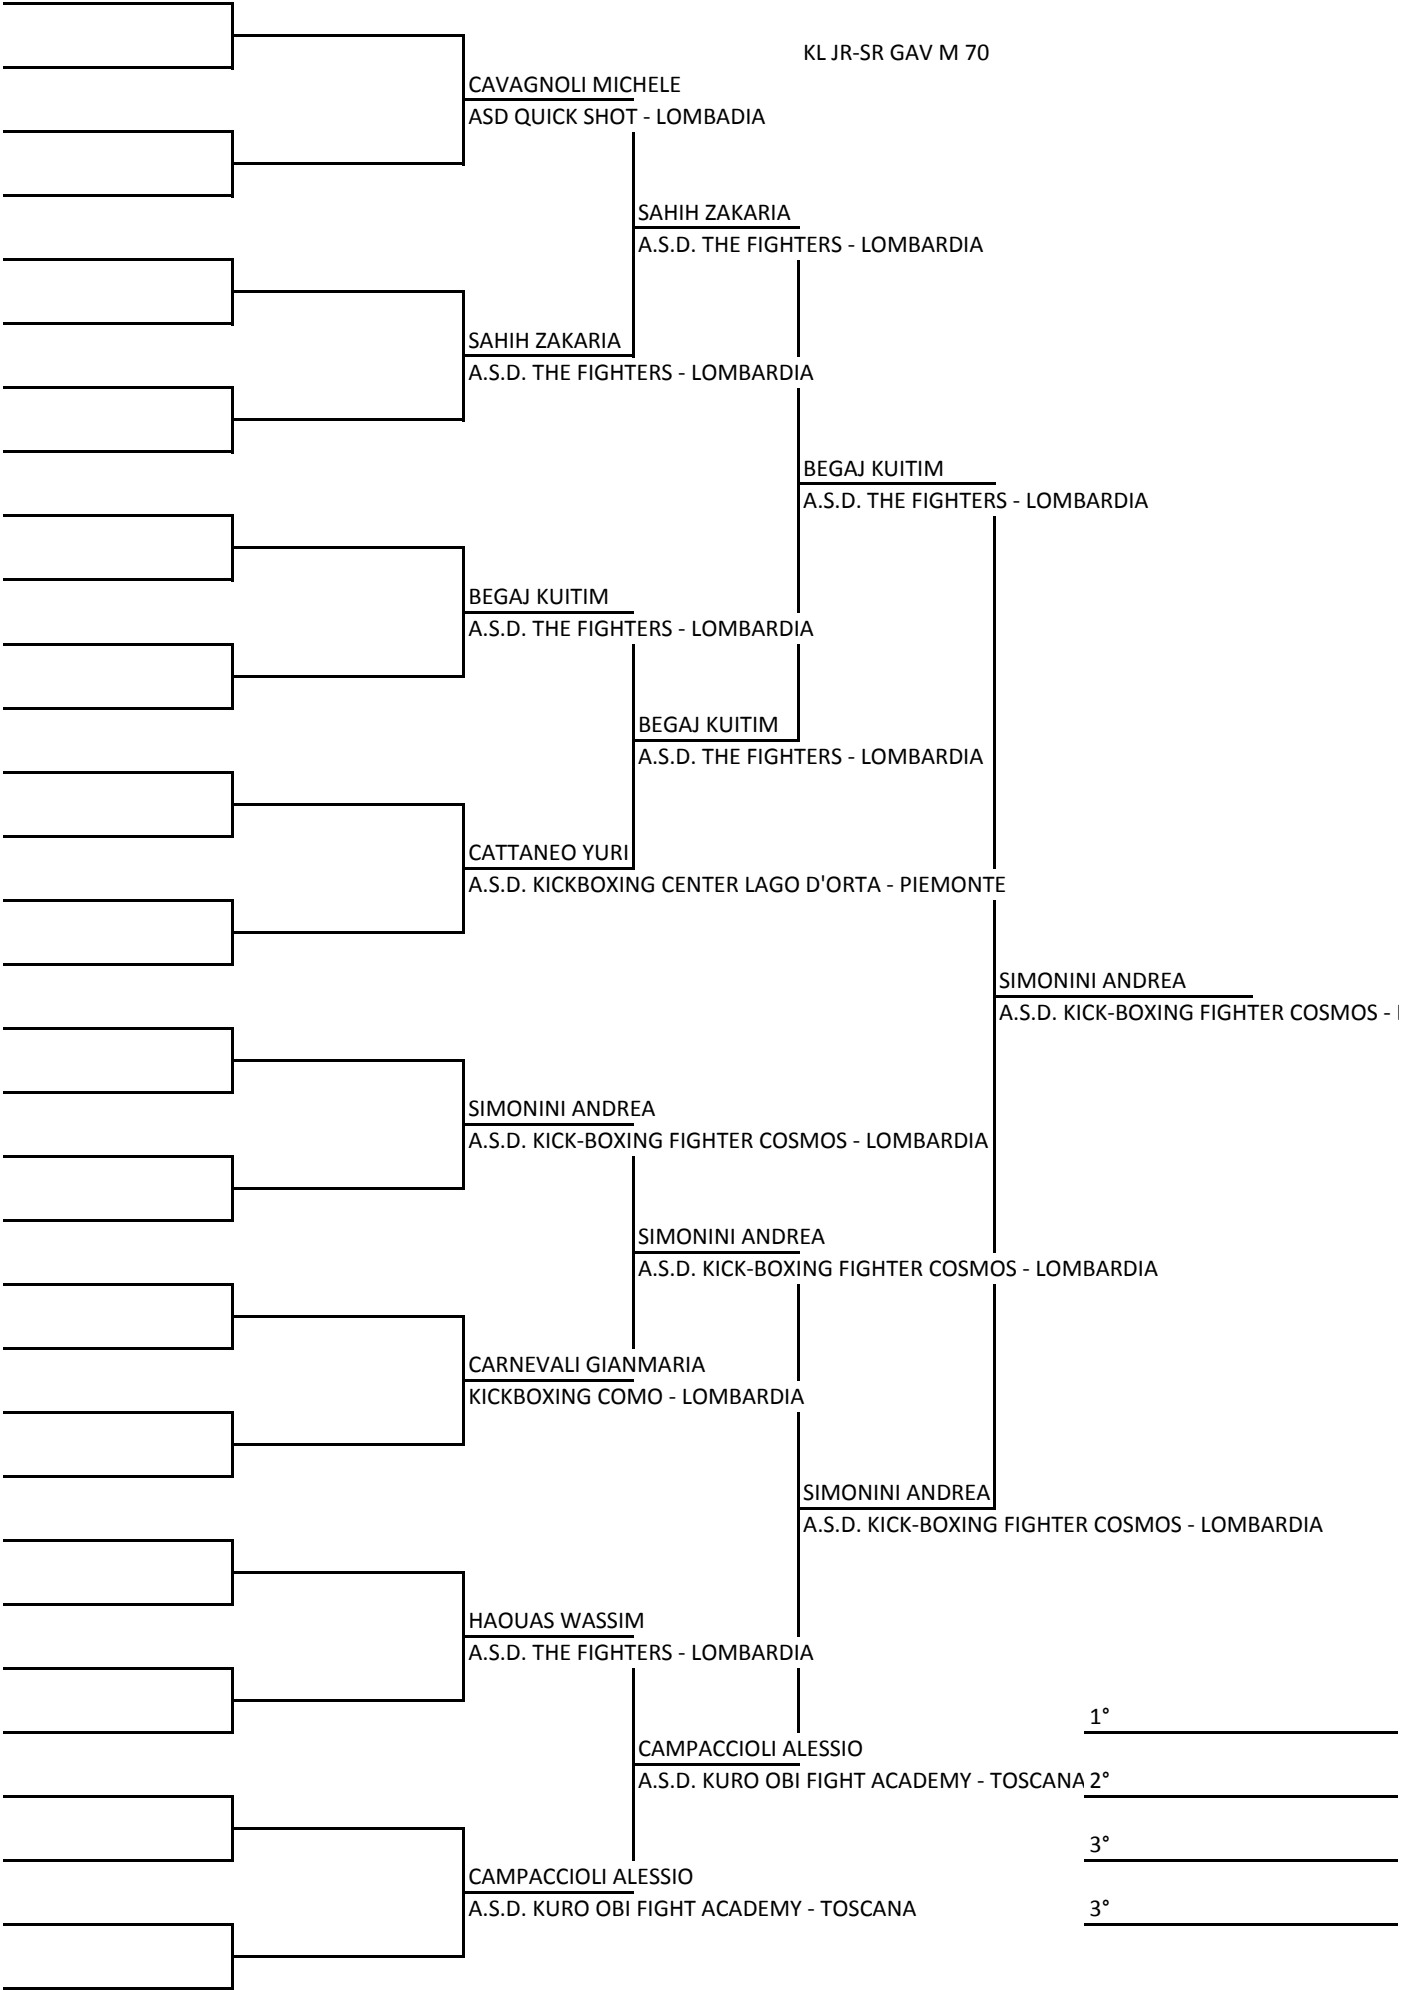 KL JR-SR GAV M 70
CAVAGNOLI MICHELE
ASD QUICK SHOT - LOMBADIA
SAHIH ZAKARIA
A.S.D. THE FIGHTERS - LOMBARDIA
SAHIH ZAKARIA
A.S.D. THE FIGHTERS - LOMBARDIA
BEGAJ KUITIM
A.S.D. THE FIGHTERS - LOMBARDIA
BEGAJ KUITIM
A.S.D. THE FIGHTERS - LOMBARDIA
BEGAJ KUITIM
A.S.D. THE FIGHTERS - LOMBARDIA
CATTANEO YURI
A.S.D. KICKBOXING CENTER LAGO D'ORTA - PIEMONTE
SIMONINI ANDREA
A.S.D. KICK-BOXING FIGHTER COSMOS -
SIMONINI ANDREA
A.S.D. KICK-BOXING FIGHTER COSMOS - LOMBARDIA
SIMONINI ANDREA
A.S.D. KICK-BOXING FIGHTER COSMOS - LOMBARDIA
CARNEVALI GIANMARIA
KICKBOXING COMO - LOMBARDIA
SIMONINI ANDREA
A.S.D. KICK-BOXING FIGHTER COSMOS - LOMBARDIA
HAOUAS WASSIM
A.S.D. THE FIGHTERS - LOMBARDIA
1°
CAMPACCIOLI ALESSIO
A.S.D. KURO OBI FIGHT ACADEMY - TOSCANA
2°
3°
CAMPACCIOLI ALESSIO
A.S.D. KURO OBI FIGHT ACADEMY - TOSCANA
3°